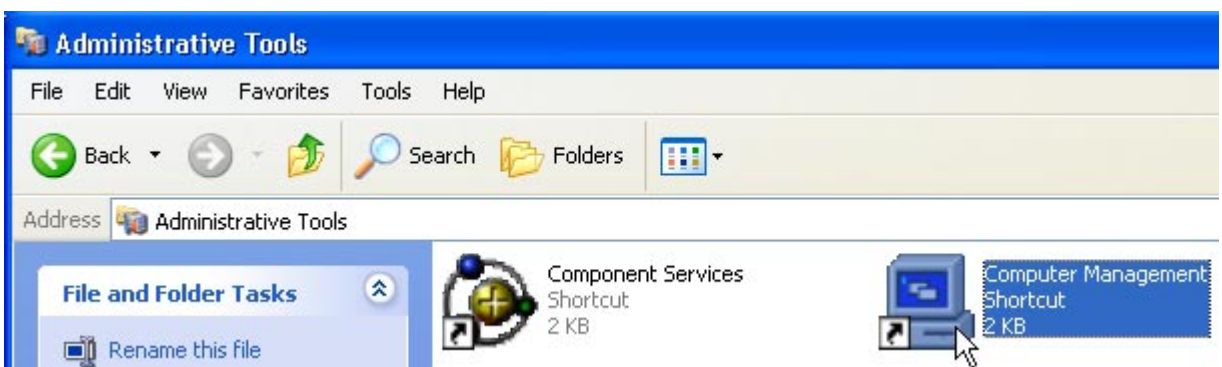 Administrative Tools
File Edit View Favorites Tools Help
Back Search Folders
Address Administrative Tools
File and Folder Tasks
Rename this file
Component Services
Shortcut
2 KB
Computer Management
Shortcut
2 KB